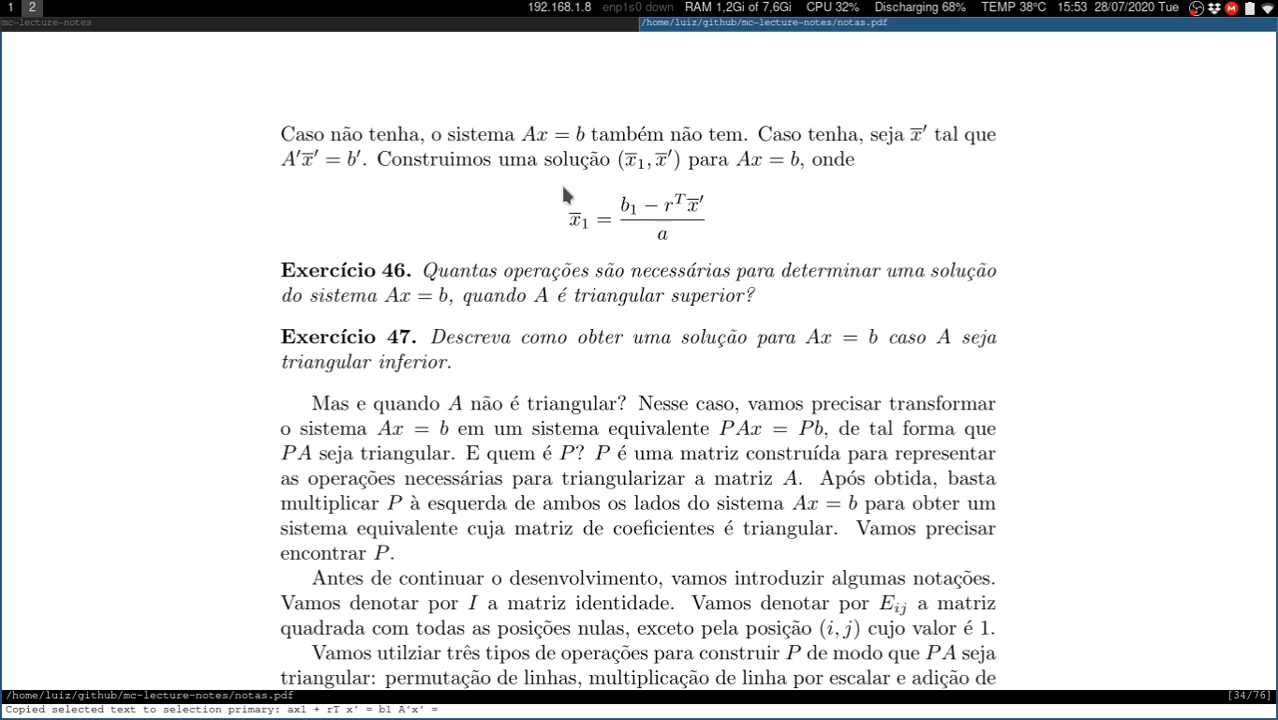 1 2 192.168.1.8 enp1s0 down RAM 1,2Gi of 7,6Gi CPU 32% Discharging 68% TEMP 38°C 15:53 28/07/2020 Tue
mc-lecture-notes /home/luiz/github/mc-lecture-notes/notas.pdf
Caso não tenha, o sistema Ax = b também não tem. Caso tenha, seja x̅′ tal que
A′x̅′ = b′. Construimos uma solução (x̅₁, x̅′) para Ax = b, onde
x̅₁ = (b₁ − rᵀx̅′) / a
Exercício 46. Quantas operações são necessárias para determinar uma solução
do sistema Ax = b, quando A é triangular superior?
Exercício 47. Descreva como obter uma solução para Ax = b caso A seja
triangular inferior.
Mas e quando A não é triangular? Nesse caso, vamos precisar transformar
o sistema Ax = b em um sistema equivalente PAx = Pb, de tal forma que
PA seja triangular. E quem é P? P é uma matriz construída para representar
as operações necessárias para triangularizar a matriz A. Após obtida, basta
multiplicar P à esquerda de ambos os lados do sistema Ax = b para obter um
sistema equivalente cuja matriz de coeficientes é triangular. Vamos precisar
encontrar P.
Antes de continuar o desenvolvimento, vamos introduzir algumas notações.
Vamos denotar por I a matriz identidade. Vamos denotar por Eᵢⱼ a matriz
quadrada com todas as posições nulas, exceto pela posição (i, j) cujo valor é 1.
Vamos utilziar três tipos de operações para construir P de modo que PA seja
triangular: permutação de linhas, multiplicação de linha por escalar e adição de
/home/luiz/github/mc-lecture-notes/notas.pdf [34/76]
Copied selected text to selection primary: ax1 + rT x′ = b1 A′x′ =